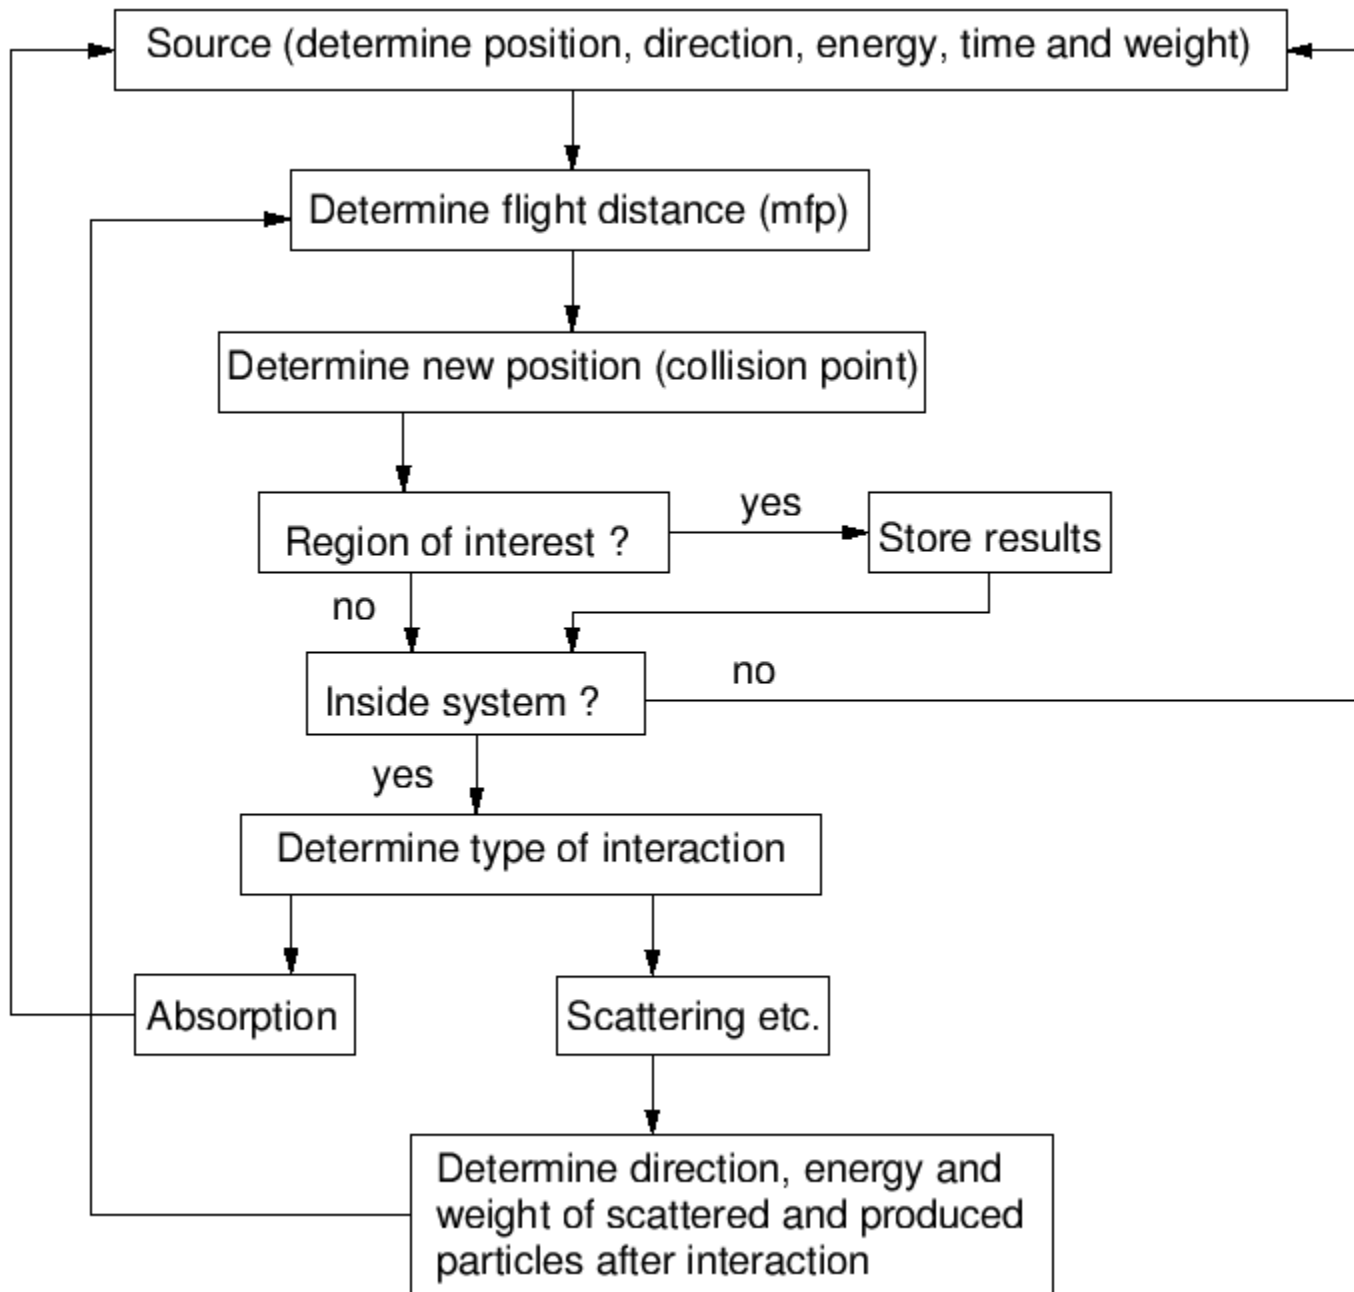 Source (determine position, direction, energy, time and weight)
Determine flight distance (mfp)
Determine new position (collision point)
Region of interest ?
yes
Store results
no
Inside system ?
no
yes
Determine type of interaction
Absorption
Scattering etc.
Determine direction, energy and
weight of scattered and produced
particles after interaction